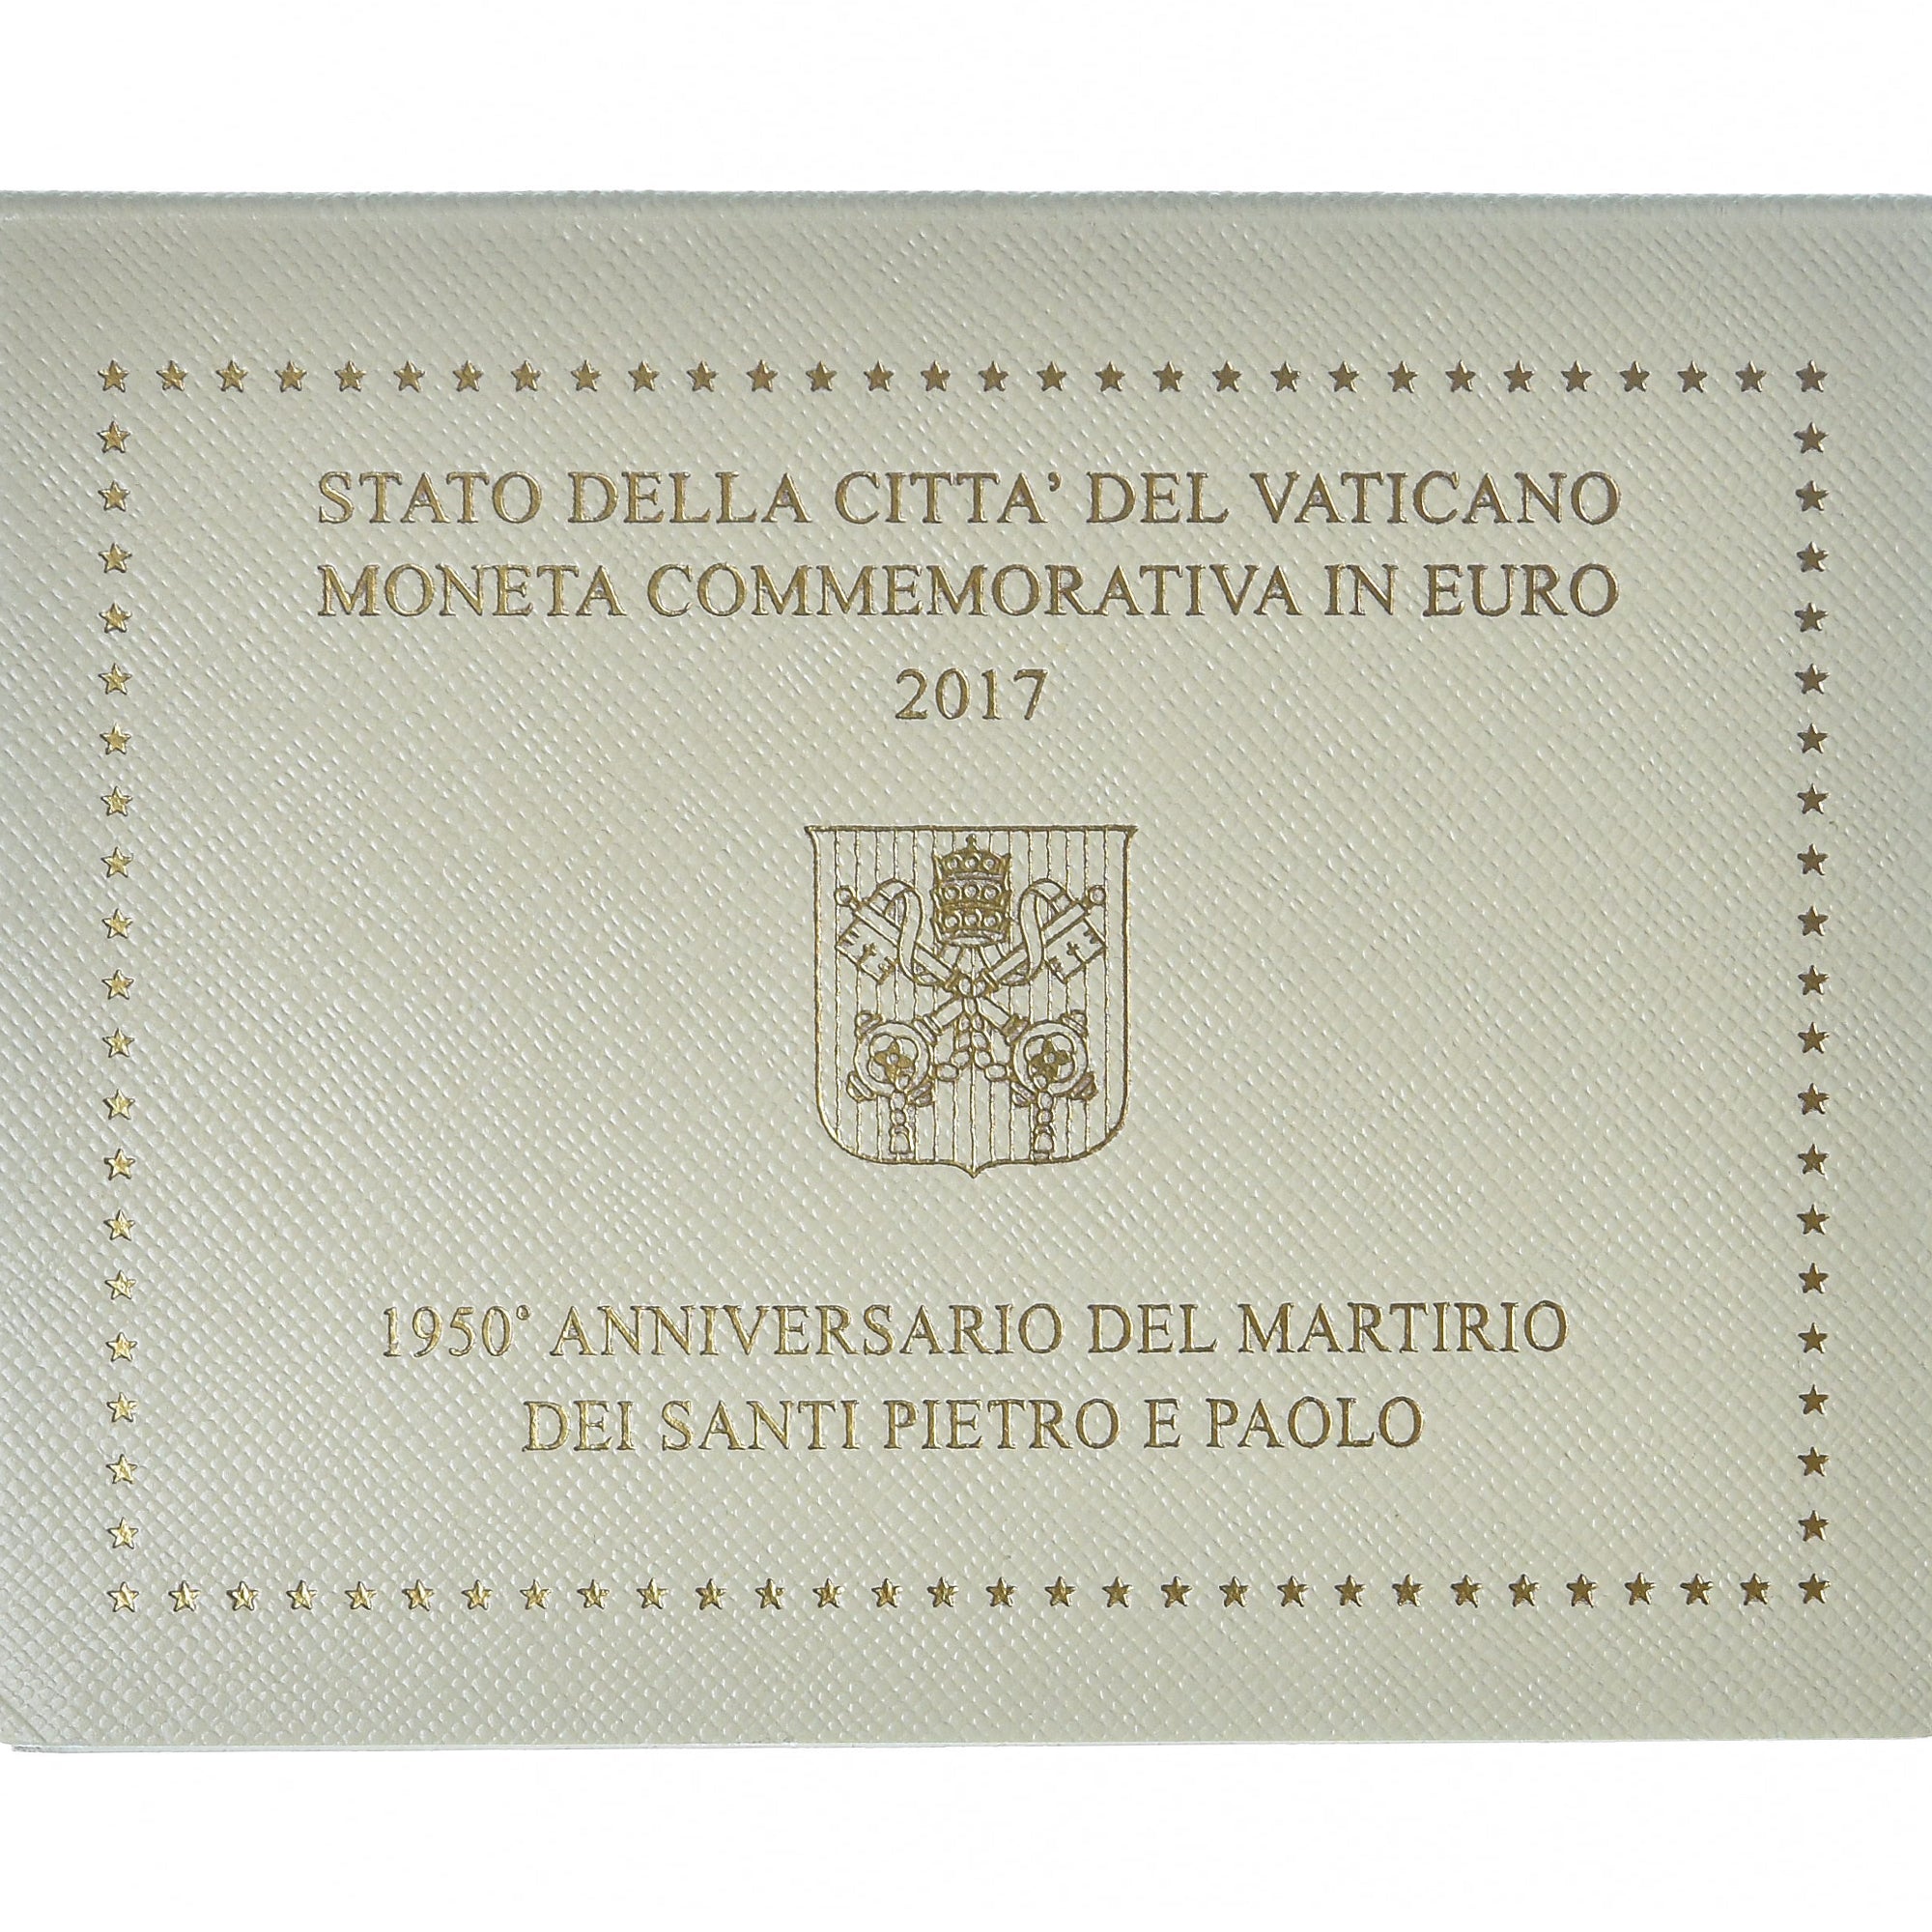 STATO DELLA CITTA' DEL VATICANO
MONETA COMMEMORATIVA IN EURO
2017
1950° ANNIVERSARIO DEL MARTIRIO
DEI SANTI PIETRO E PAOLO